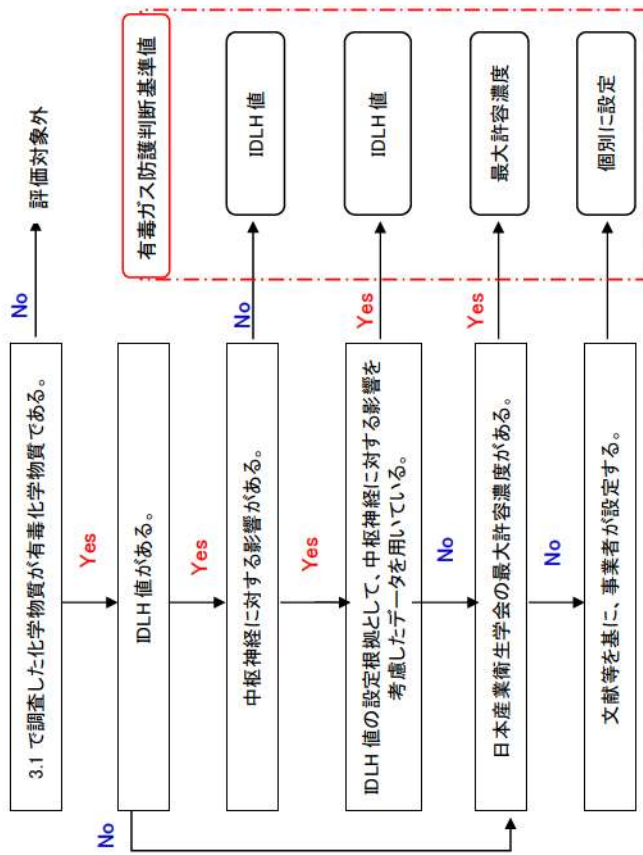 3.1 で調査した化学物質が有毒化学物質である。
No
評価対象外
Yes
有毒ガス防護判断基準値
IDLH 値がある。
No
Yes
中枢神経に対する影響がある。
No
IDLH 値
Yes
IDLH 値の設定根拠として、中枢神経に対する影響を
考慮したデータを用いている。
Yes
IDLH 値
No
日本産業衛生学会の最大許容濃度がある。
Yes
最大許容濃度
No
文献等を基に、事業者が設定する。
個別に設定